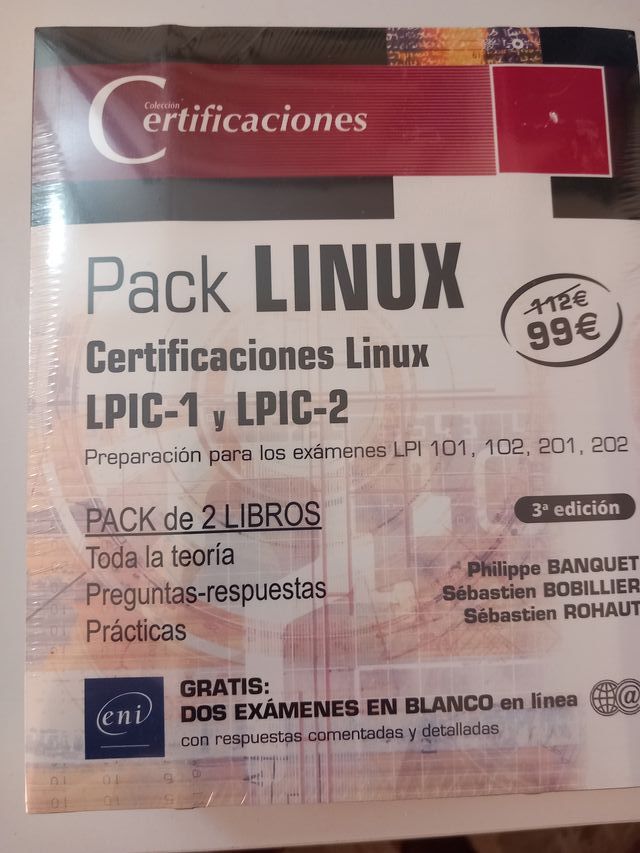 Colección
Certificaciones
Pack LINUX
112€
99€
Certificaciones Linux
LPIC-1 y LPIC-2
Preparación para los exámenes LPI 101, 102, 201, 202
3ª edición
PACK de 2 LIBROS
Toda la teoría
Preguntas-respuestas
Prácticas
Philippe BANQUET
Sébastien BOBILLIER
Sébastien ROHAUT
eni
GRATIS:
DOS EXÁMENES EN BLANCO en línea
con respuestas comentadas y detalladas